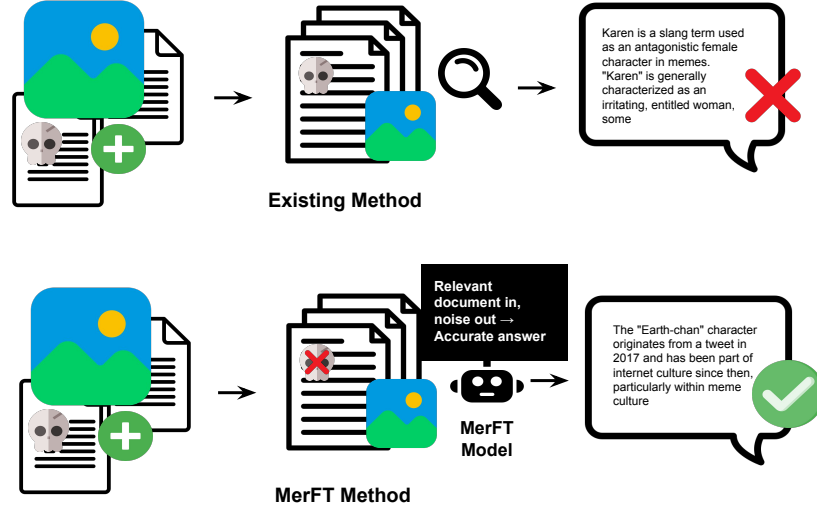 Karen is a slang term used
as an antagonistic female
character in memes.
"Karen" is generally
characterized as an
irritating, entitled woman,
some
Existing Method
Relevant
document in,
noise out →
Accurate answer
The "Earth-chan" character
originates from a tweet in
2017 and has been part of
internet culture since then,
particularly within meme
culture
MerFT
Model
MerFT Method